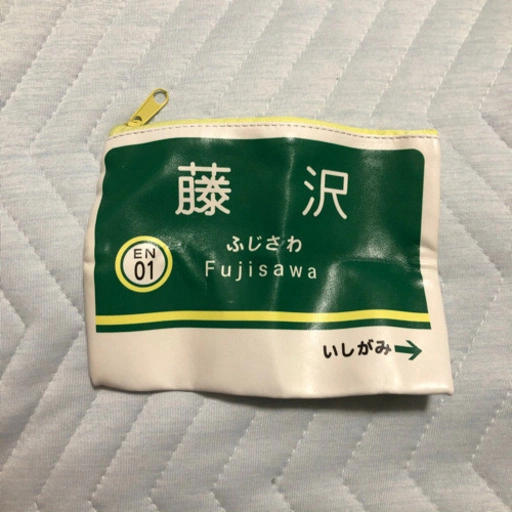 藤沢
ふじさわ
EN
01
Fujisawa
いしがみ→